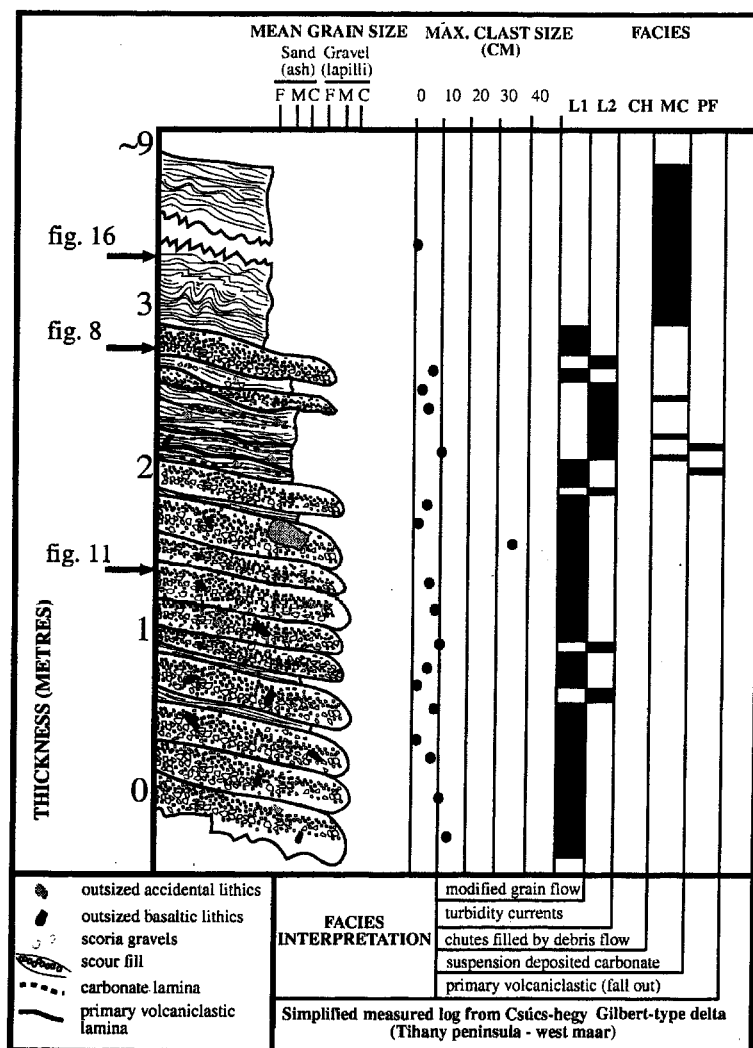 MEAN GRAIN SIZE
MAX. CLAST SIZE
(CM)
FACIES
Sand
(ash)
Gravel
(lapilli)
F M C F M C
0 10 20 30 40
L1 L2 CH MC PF
~9
fig. 16
3
fig. 8
2
fig. 11
1
0
THICKNESS (METRES)
outsized accidental lithics
outsized basaltic lithics
scoria gravels
scour fill
carbonate lamina
primary volcaniclastic
lamina
FACIES
INTERPRETATION
modified grain flow
turbidity currents
chutes filled by debris flow
suspension deposited carbonate
primary volcaniclastic (fall out)
Simplified measured log from Csúcs-hegy Gilbert-type delta
(Tihany peninsula - west maar)